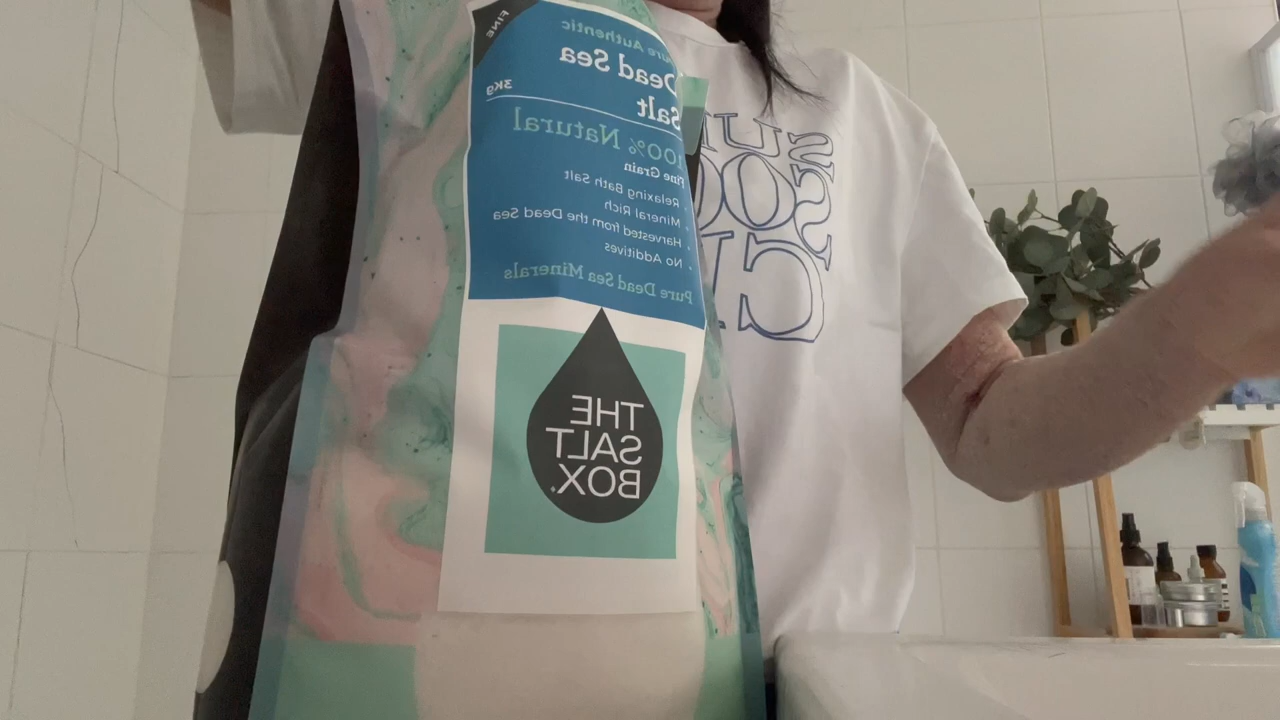 FINE
Pure Authentic
Dead Sea
Salt
3Kg
100% Natural
Fine Grain
Relaxing Bath Salt
Mineral Rich
Harvested from the Dead Sea
No Additives
Pure Dead Sea Minerals
THE
SALT
BOX.